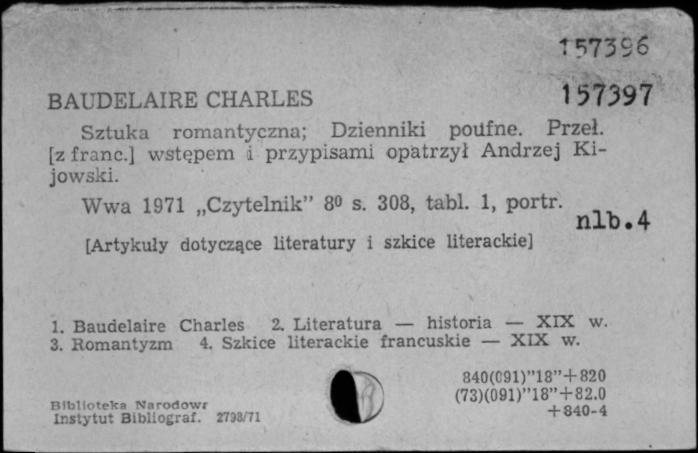 157396
BAUDELAIRE CHARLES 157397
Sztuka romantyczna; Dzienniki poufne. Przeł.
[z franc.] wstępem i przypisami opatrzył Andrzej Ki-
jowski.
Wwa 1971 „Czytelnik” 8⁰ s. 308, tabl. 1, portr.
nlb.4
[Artykuły dotyczące literatury i szkice literackie]
1. Baudelaire Charles 2. Literatura — historia — XIX w.
3. Romantyzm 4. Szkice literackie francuskie — XIX w.
840(091)”18”+820
(73)(091)”18”+82.0
+840-4
Biblioteka Narodowr
Instytut Bibliograf. 2798/71